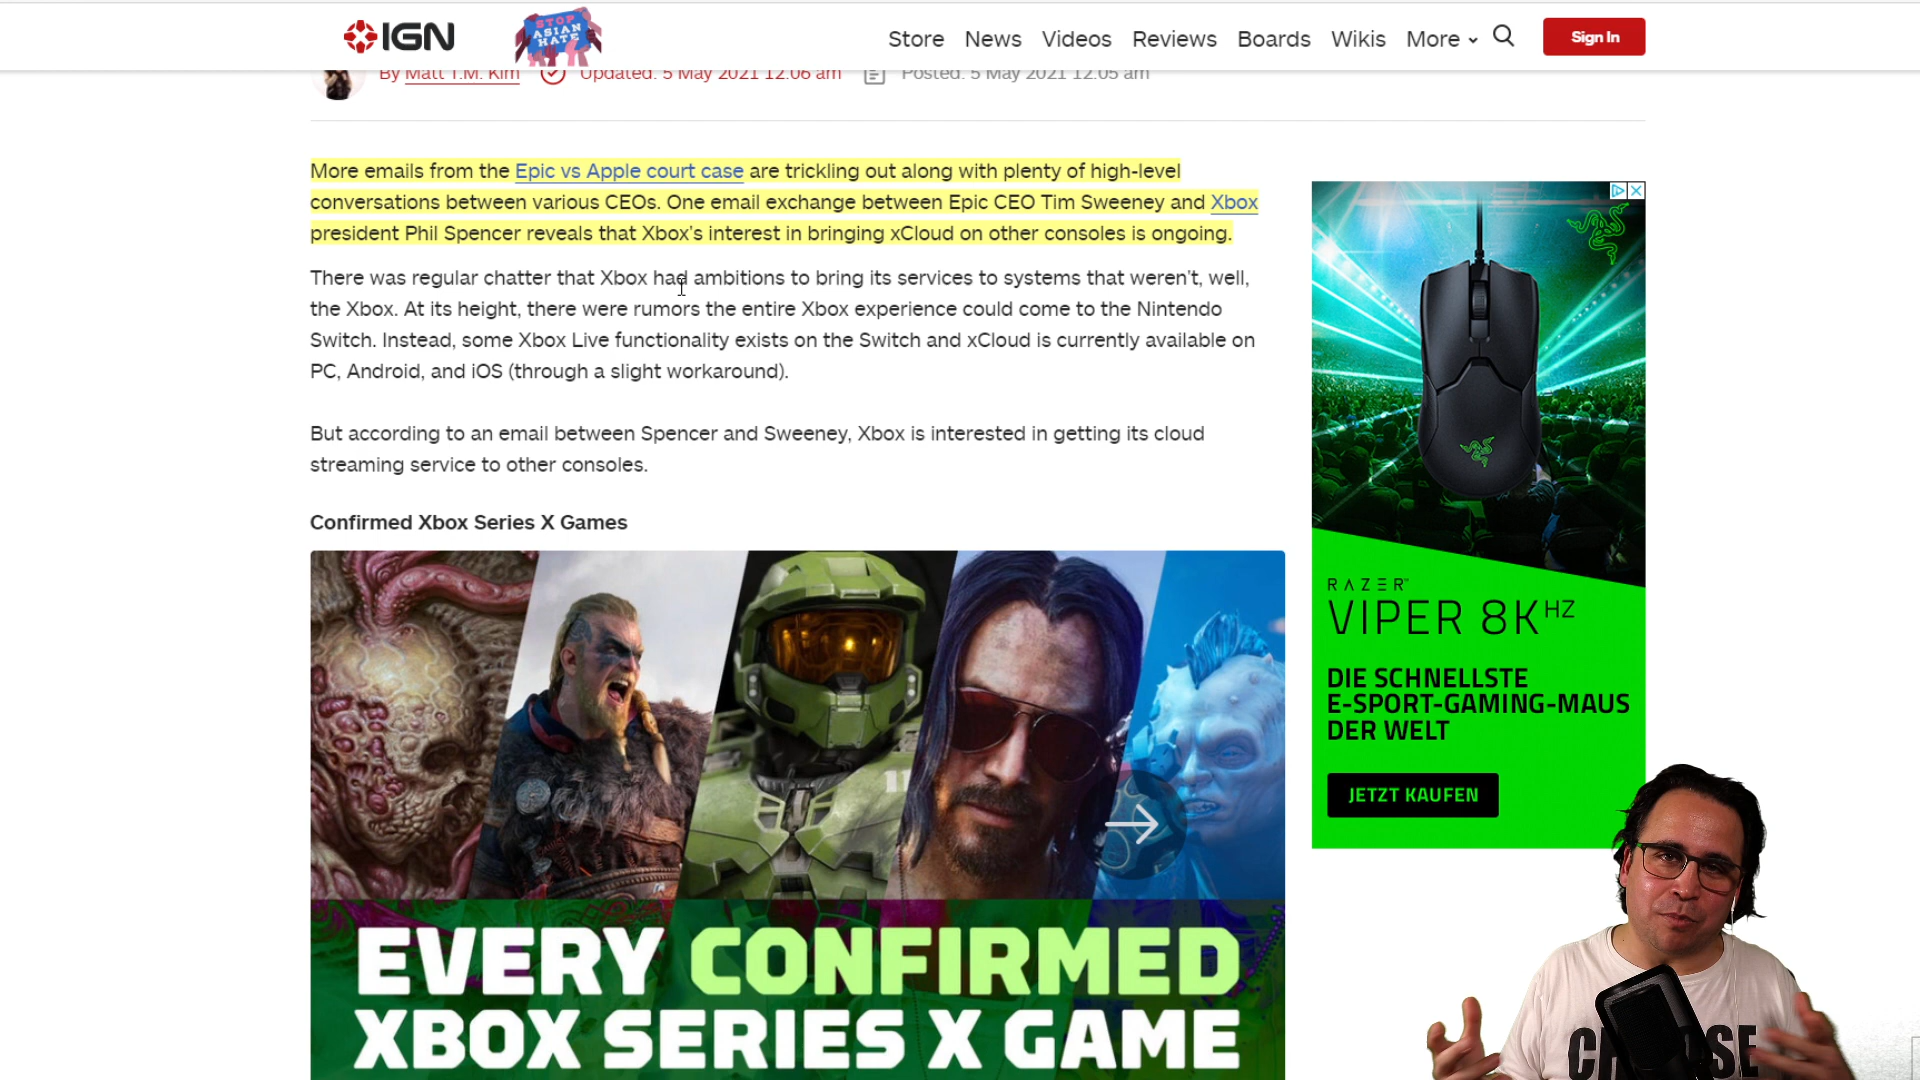 IGN
STOP
ASIAN
HATE
Store News Videos Reviews Boards Wikis More
Sign In
By Matt T.M. Kim Updated: 5 May 2021 12:06 am Posted: 5 May 2021 12:05 am
More emails from the Epic vs Apple court case are trickling out along with plenty of high-level
conversations between various CEOs. One email exchange between Epic CEO Tim Sweeney and Xbox
president Phil Spencer reveals that Xbox's interest in bringing xCloud on other consoles is ongoing.
There was regular chatter that Xbox had ambitions to bring its services to systems that weren't, well,
the Xbox. At its height, there were rumors the entire Xbox experience could come to the Nintendo
Switch. Instead, some Xbox Live functionality exists on the Switch and xCloud is currently available on
PC, Android, and iOS (through a slight workaround).
But according to an email between Spencer and Sweeney, Xbox is interested in getting its cloud
streaming service to other consoles.
Confirmed Xbox Series X Games
EVERY CONFIRMED
XBOX SERIES X GAME
RAZER™
VIPER 8KHZ
DIE SCHNELLSTE
E-SPORT-GAMING-MAUS
DER WELT
JETZT KAUFEN